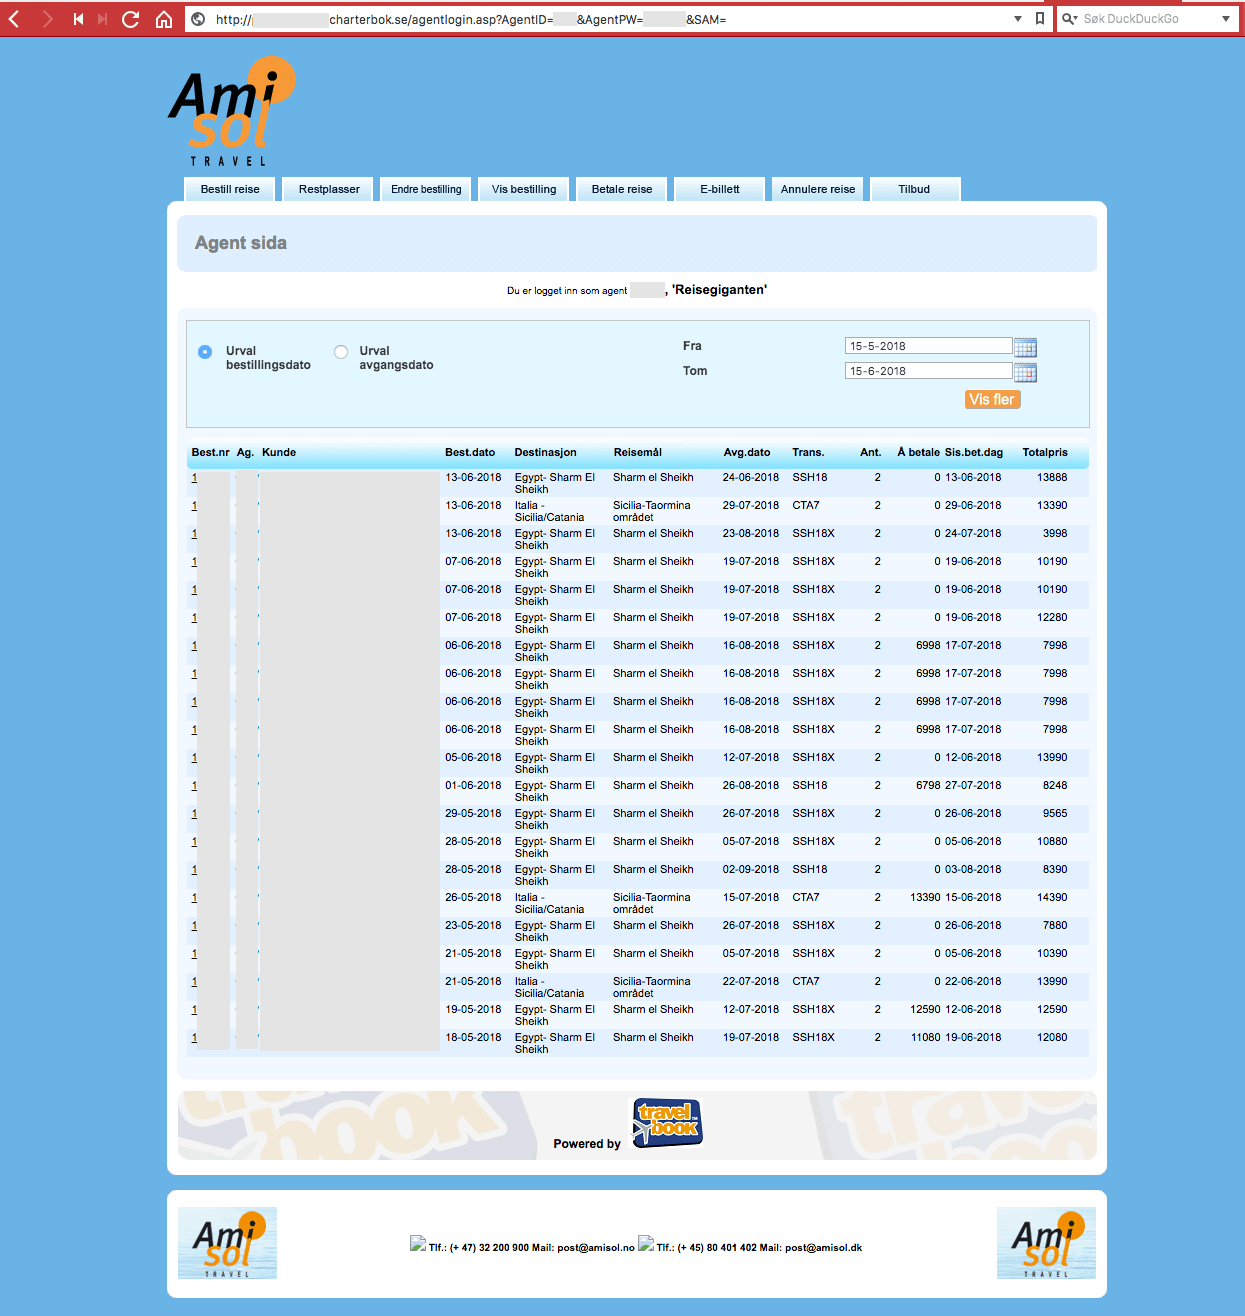 http://
charterbok.se/agentlogin.asp?AgentID= &AgentPW= &SAM=
Søk DuckDuckGo
Ami
sol
TRAVEL
Bestill reise Restplasser Endre bestilling Vis bestilling Betale reise E-billett Annulere reise Tilbud
Agent sida
Du er logget inn som agent , 'Reisegiganten'
Urval bestillingsdato Urval avgangsdato
Fra 15-5-2018
Tom 15-6-2018
Vis fler
Best.nr Ag. Kunde Best.dato Destinasjon Reisemål Avg.dato Trans. Ant. Å betale Sis.bet.dag Totalpris
1 13-06-2018 Egypt- Sharm El Sheikh Sharm el Sheikh 24-06-2018 SSH18 2 0 13-06-2018 13888
1 13-06-2018 Italia - Sicilia/Catania Sicilia-Taormina området 29-07-2018 CTA7 2 0 29-06-2018 13390
1 13-06-2018 Egypt- Sharm El Sheikh Sharm el Sheikh 23-08-2018 SSH18X 2 0 24-07-2018 3998
1 07-06-2018 Egypt- Sharm El Sheikh Sharm el Sheikh 19-07-2018 SSH18X 2 0 19-06-2018 10190
1 07-06-2018 Egypt- Sharm El Sheikh Sharm el Sheikh 19-07-2018 SSH18X 2 0 19-06-2018 10190
1 07-06-2018 Egypt- Sharm El Sheikh Sharm el Sheikh 19-07-2018 SSH18X 2 0 19-06-2018 12280
1 06-06-2018 Egypt- Sharm El Sheikh Sharm el Sheikh 16-08-2018 SSH18X 2 6998 17-07-2018 7998
1 06-06-2018 Egypt- Sharm El Sheikh Sharm el Sheikh 16-08-2018 SSH18X 2 6998 17-07-2018 7998
1 06-06-2018 Egypt- Sharm El Sheikh Sharm el Sheikh 16-08-2018 SSH18X 2 6998 17-07-2018 7998
1 06-06-2018 Egypt- Sharm El Sheikh Sharm el Sheikh 16-08-2018 SSH18X 2 6998 17-07-2018 7998
1 05-06-2018 Egypt- Sharm El Sheikh Sharm el Sheikh 12-07-2018 SSH18X 2 0 12-06-2018 13990
1 01-06-2018 Egypt- Sharm El Sheikh Sharm el Sheikh 26-08-2018 SSH18 2 6798 27-07-2018 8248
1 29-05-2018 Egypt- Sharm El Sheikh Sharm el Sheikh 26-07-2018 SSH18X 2 0 26-06-2018 9565
1 28-05-2018 Egypt- Sharm El Sheikh Sharm el Sheikh 05-07-2018 SSH18X 2 0 05-06-2018 10880
1 28-05-2018 Egypt- Sharm El Sheikh Sharm el Sheikh 02-09-2018 SSH18 2 0 03-08-2018 8390
1 26-05-2018 Italia - Sicilia/Catania Sicilia-Taormina området 15-07-2018 CTA7 2 13390 15-06-2018 14390
1 23-05-2018 Egypt- Sharm El Sheikh Sharm el Sheikh 26-07-2018 SSH18X 2 0 26-06-2018 7880
1 21-05-2018 Egypt- Sharm El Sheikh Sharm el Sheikh 05-07-2018 SSH18X 2 0 05-06-2018 10390
1 21-05-2018 Italia - Sicilia/Catania Sicilia-Taormina området 22-07-2018 CTA7 2 0 22-06-2018 13990
1 19-05-2018 Egypt- Sharm El Sheikh Sharm el Sheikh 12-07-2018 SSH18X 2 12590 12-06-2018 12590
1 18-05-2018 Egypt- Sharm El Sheikh Sharm el Sheikh 19-07-2018 SSH18X 2 11080 19-06-2018 12080
Powered by travel book
Ami
sol
TRAVEL
Tlf.: (+ 47) 32 200 900 Mail: post@amisol.no Tlf.: (+ 45) 80 401 402 Mail: post@amisol.dk
Ami
sol
TRAVEL